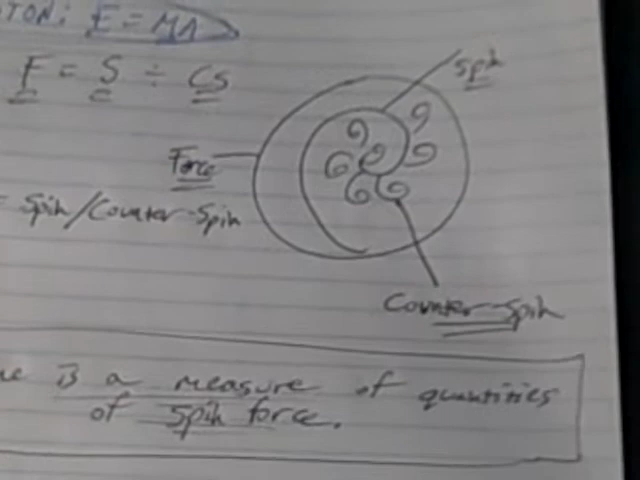 TON: F = MA
F = S ÷ CS
Spin
Force
= Spin/Counter-Spin
Counter-Spin
is a measure of quantities
of spin force.